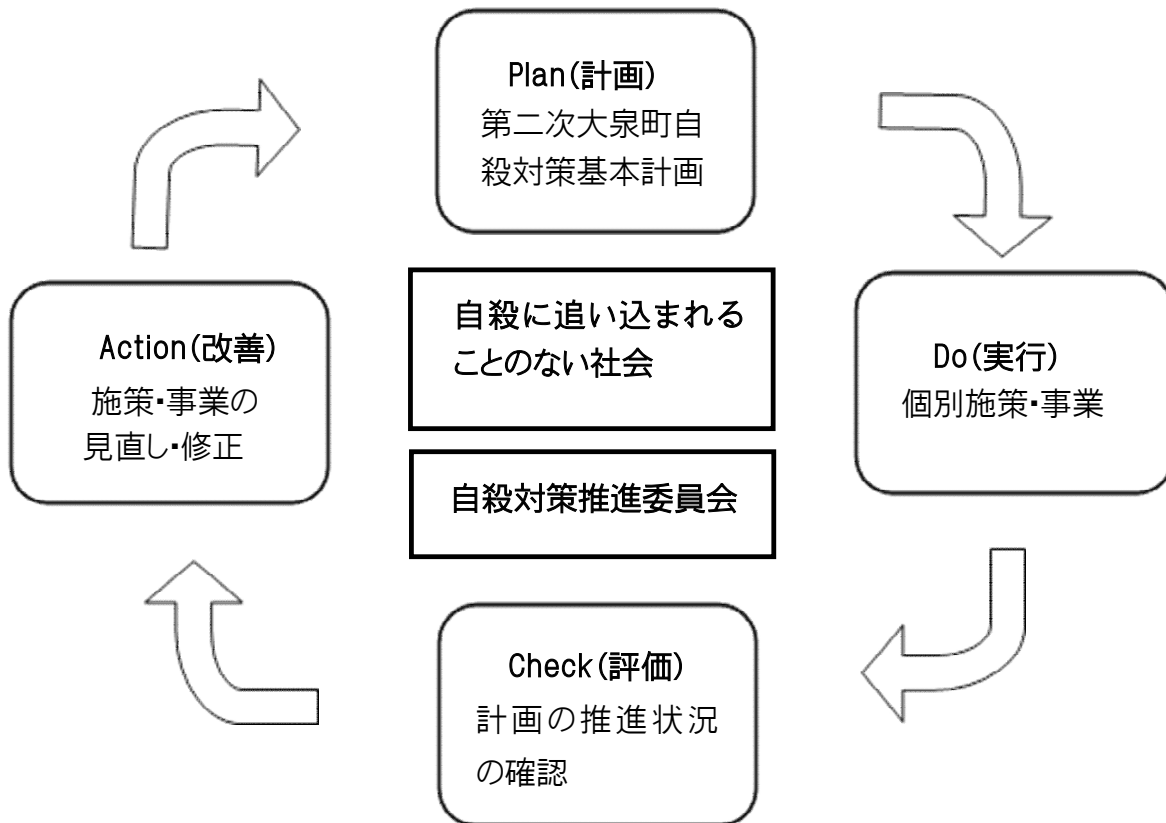 Plan(計画)
第二次大泉町自
殺対策基本計画
自殺に追い込まれる
ことのない社会
Action(改善)
施策・事業の
見直し・修正
Do(実行)
個別施策・事業
自殺対策推進委員会
Check(評価)
計画の推進状況
の確認